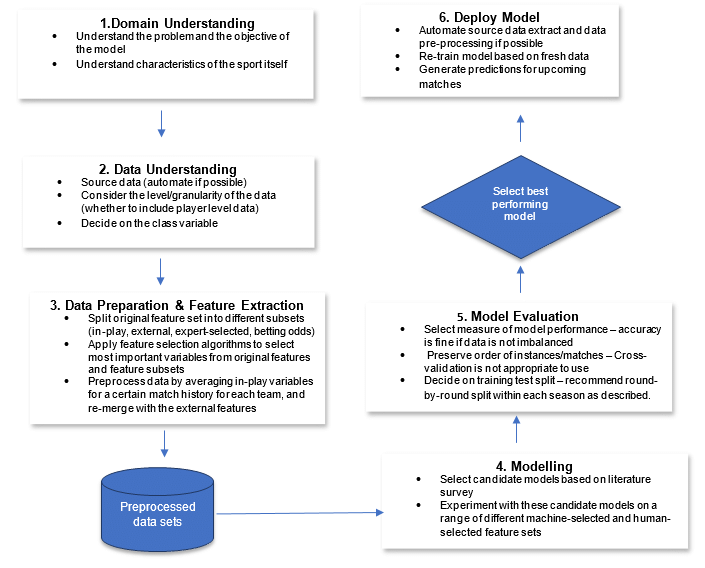 1.Domain Understanding
• Understand the problem and the objective of
the model
• Understand characteristics of the sport itself
2. Data Understanding
• Source data (automate if possible)
• Consider the level/granularity of the data
(whether to include player level data)
• Decide on the class variable
3. Data Preparation & Feature Extraction
• Split original feature set into different subsets
(in-play, external, expert-selected, betting odds)
• Apply feature selection algorithms to select
most important variables from original features
and feature subsets
• Preprocess data by averaging in-play variables
for a certain match history for each team, and
re-merge with the external features
Preprocessed
data sets
4. Modelling
• Select candidate models based on literature
survey
• Experiment with these candidate models on a
range of different machine-selected and human-
selected feature sets
5. Model Evaluation
• Select measure of model performance – accuracy
is fine if data is not imbalanced
• Preserve order of instances/matches – Cross-
validation is not appropriate to use
• Decide on training test split – recommend round-
by-round split within each season as described.
Select best
performing
model
6. Deploy Model
• Automate source data extract and data
pre-processing if possible
• Re-train model based on fresh data
• Generate predictions for upcoming
matches